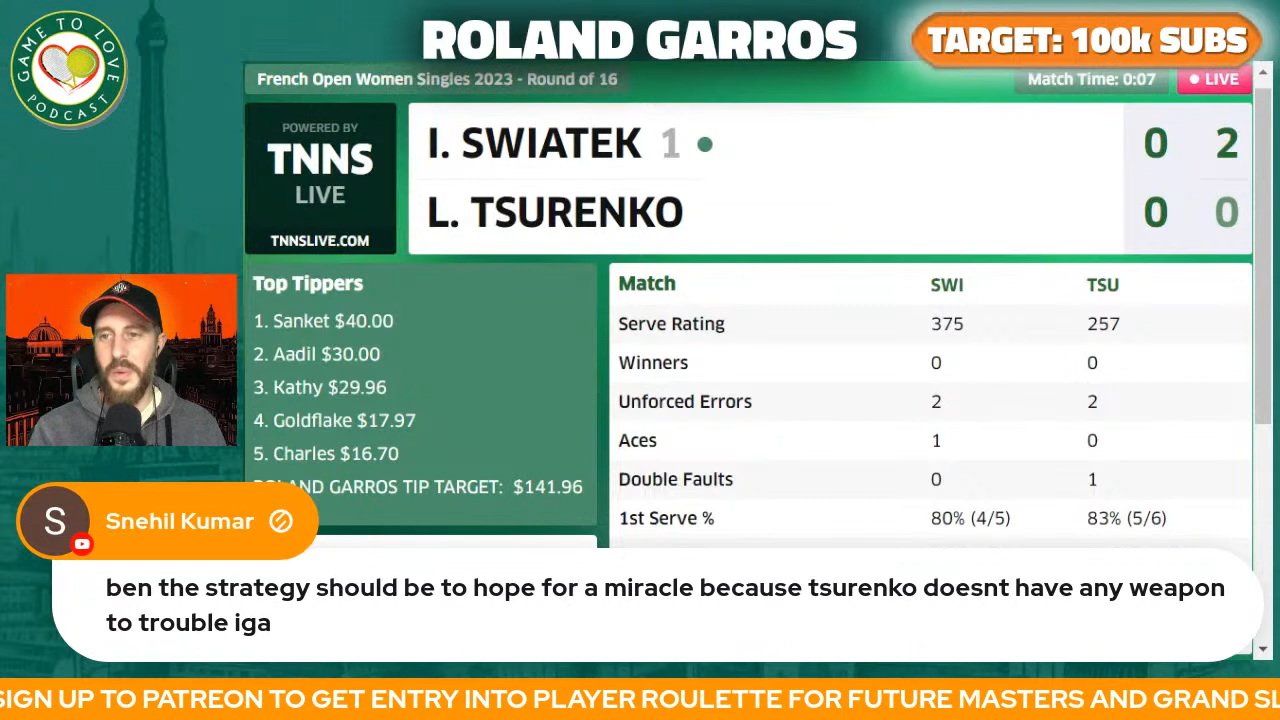 GAME TO LOVE
PODCAST
ROLAND GARROS
TARGET: 100k SUBS
French Open Women Singles 2023 - Round of 16
Match Time: 0:07
LIVE
POWERED BY
TNNS
LIVE
TNNSLIVE.COM
I. SWIATEK 1 0 2
L. TSURENKO 0 0
Top Tippers
1. Sanket $40.00
2. Aadil $30.00
3. Kathy $29.96
4. Goldflake $17.97
5. Charles $16.70
ROLAND GARROS TIP TARGET: $141.96
Match SWI TSU
Serve Rating 375 257
Winners 0 0
Unforced Errors 2 2
Aces 1 0
Double Faults 0 1
1st Serve % 80% (4/5) 83% (5/6)
S
Snehil Kumar
ben the strategy should be to hope for a miracle because tsurenko doesnt have any weapon
to trouble iga
SIGN UP TO PATREON TO GET ENTRY INTO PLAYER ROULETTE FOR FUTURE MASTERS AND GRAND SL